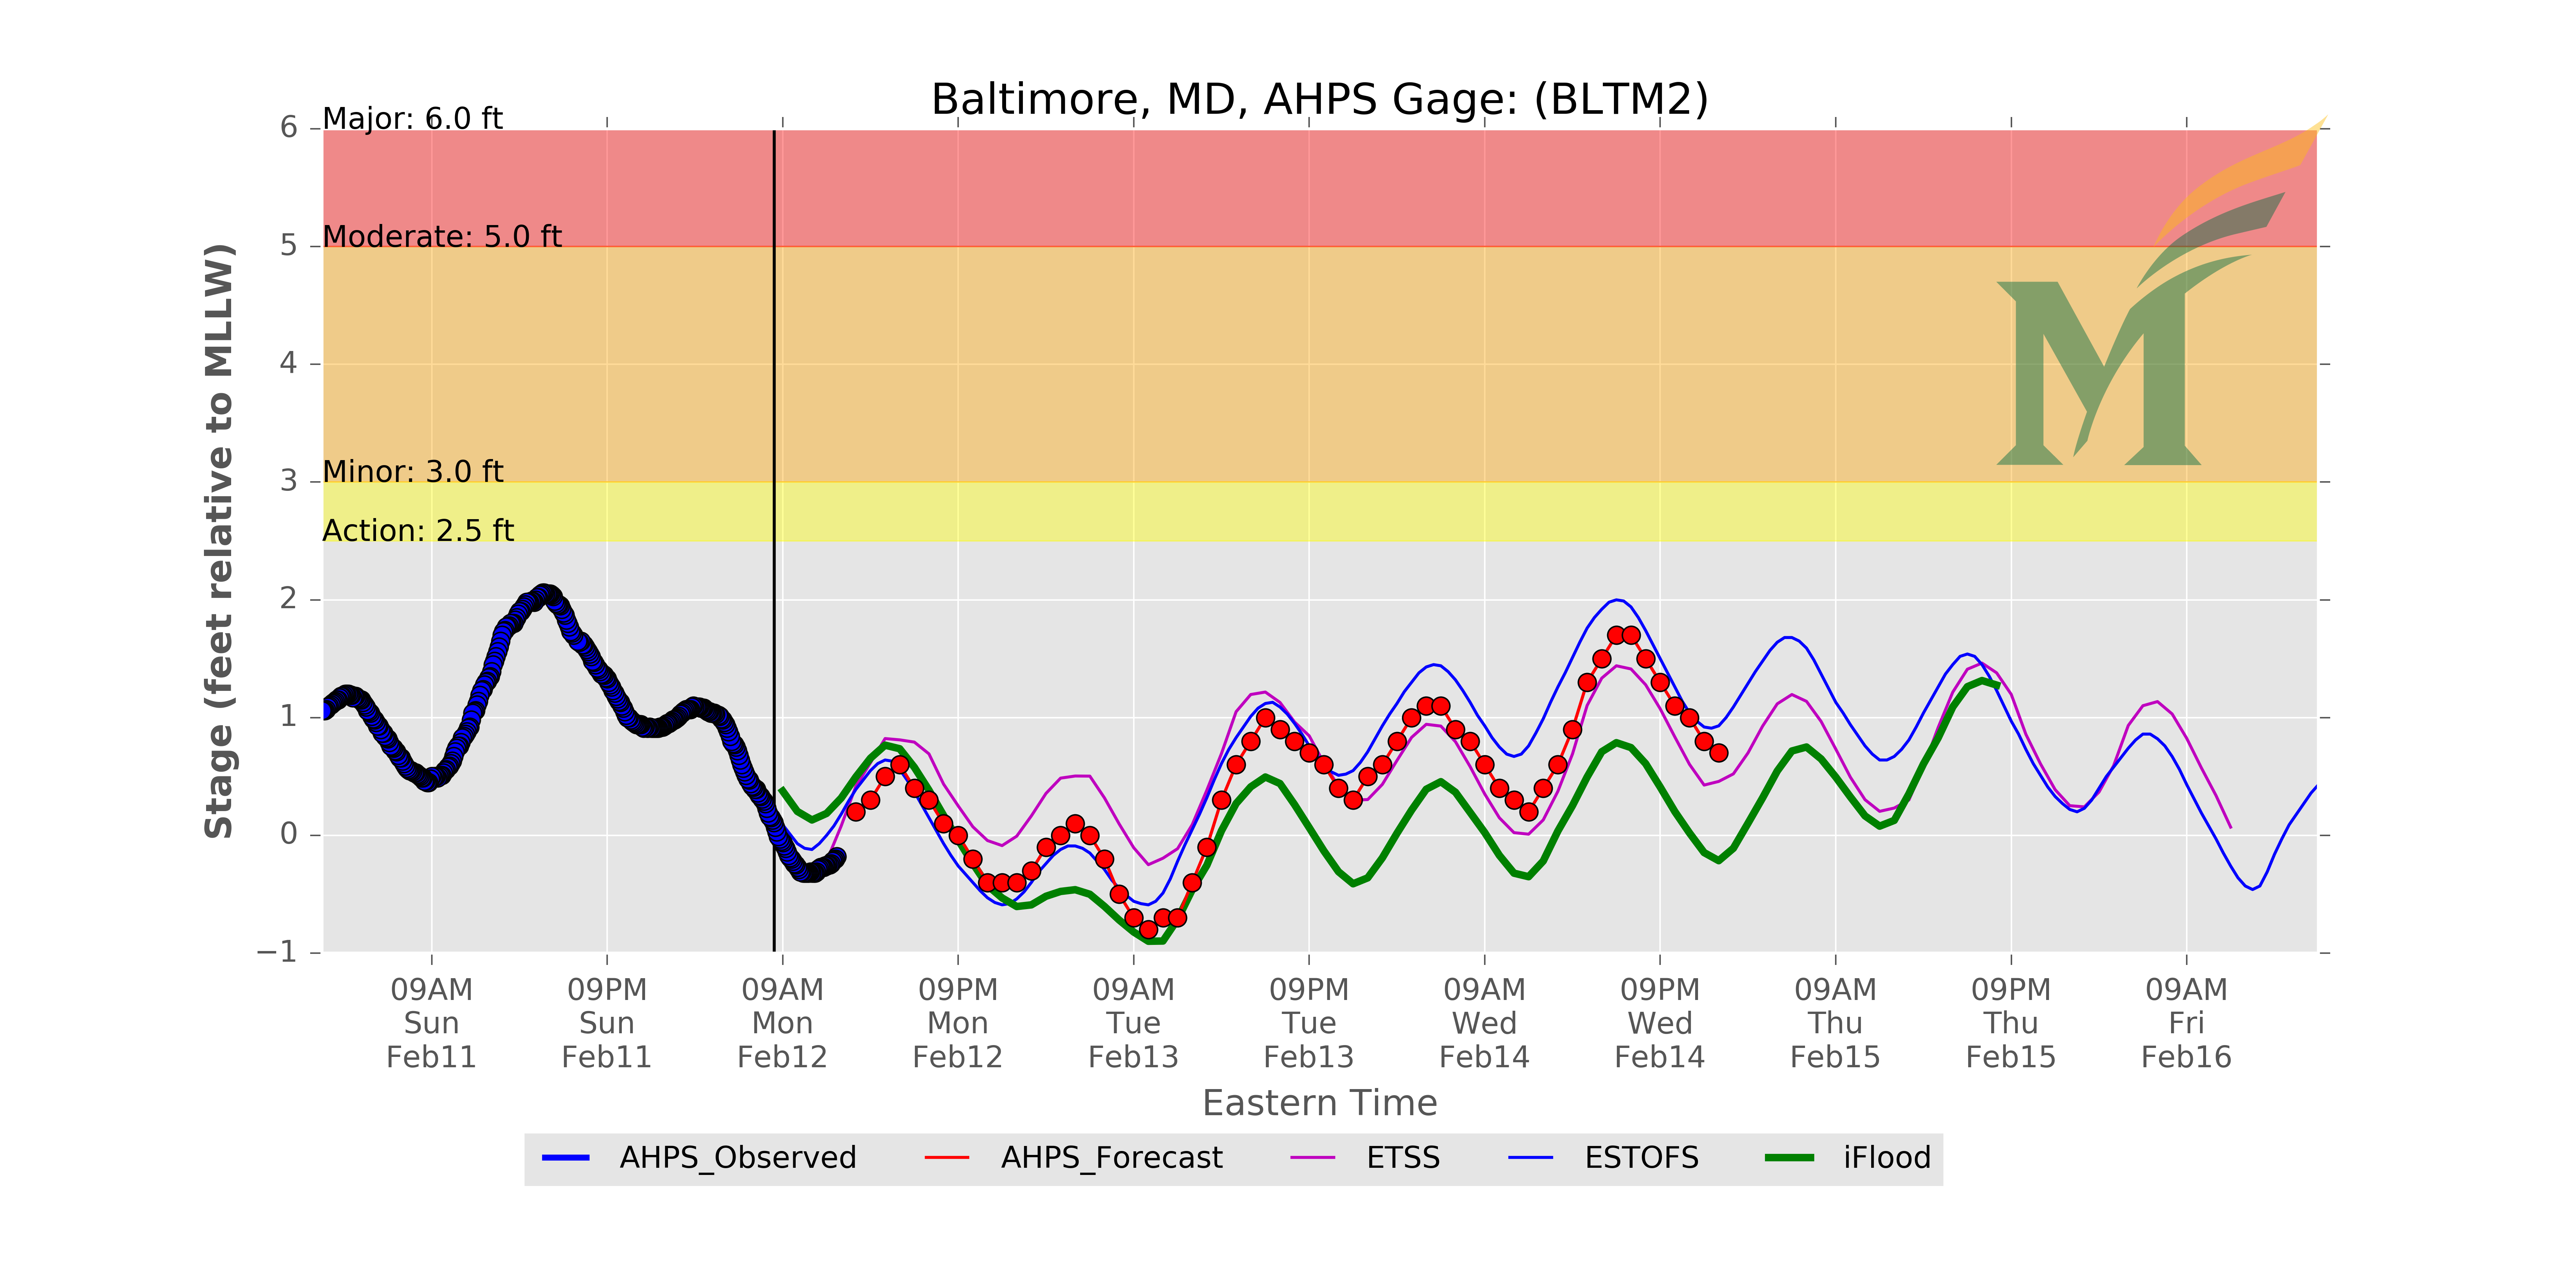 Baltimore, MD, AHPS Gage: (BLTM2)
Major: 6.0 ft
Moderate: 5.0 ft
Minor: 3.0 ft
Action: 2.5 ft
6
5
4
3
2
1
0
−1
Stage (feet relative to MLLW)
09AM 09PM 09AM 09PM 09AM 09PM 09AM 09PM 09AM 09PM 09AM
Sun Sun Mon Mon Tue Tue Wed Wed Thu Thu Fri
Feb11 Feb11 Feb12 Feb12 Feb13 Feb13 Feb14 Feb14 Feb15 Feb15 Feb16
Eastern Time
AHPS_Observed AHPS_Forecast ETSS ESTOFS iFlood
M